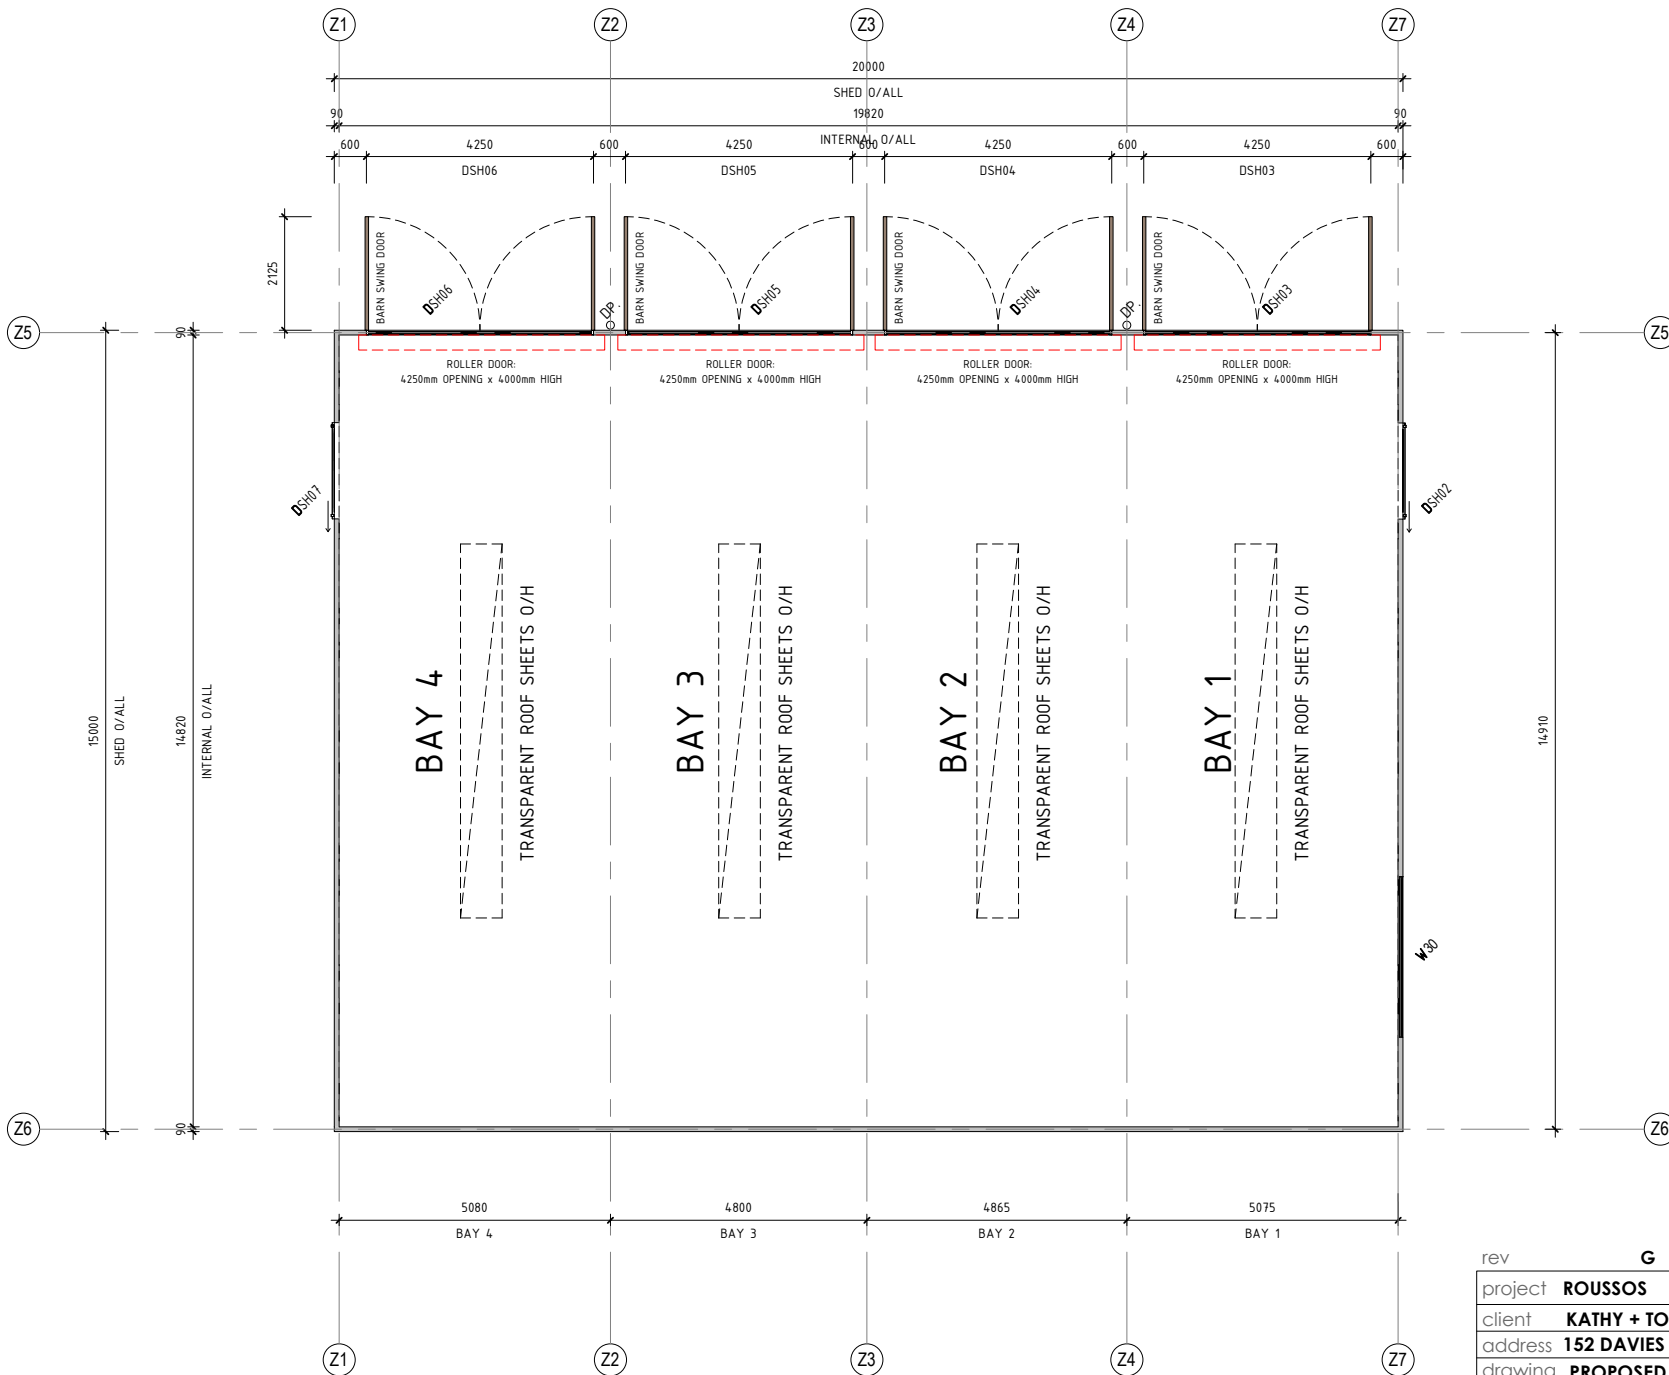 Z1 Z2 Z3 Z4 Z7
20000
SHED O/ALL
90 19820 90
INTERNAL O/ALL
600 4250 600 4250 600 4250 600 4250 600
DSH06 DSH05 DSH04 DSH03
2125
BARN SWING DOOR
DSH06
BARN SWING DOOR
DSH05
BARN SWING DOOR
DSH04
BARN SWING DOOR
DSH03
DP. DP.
Z5 90 Z5
ROLLER DOOR: ROLLER DOOR: ROLLER DOOR: ROLLER DOOR:
4250mm OPENING x 4000mm HIGH 4250mm OPENING x 4000mm HIGH 4250mm OPENING x 4000mm HIGH 4250mm OPENING x 4000mm HIGH
DSH07 DSH02
15000
SHED O/ALL
14820
INTERNAL O/ALL
BAY 4
TRANSPARENT ROOF SHEETS O/H
BAY 3
TRANSPARENT ROOF SHEETS O/H
BAY 2
TRANSPARENT ROOF SHEETS O/H
BAY 1
TRANSPARENT ROOF SHEETS O/H
14910
W30
Z6 90 Z6
5080 4800 4865 5075
BAY 4 BAY 3 BAY 2 BAY 1
rev G
project ROUSSOS
client KATHY + TO
address 152 DAVIES
drawing PROPOSED
Z1 Z2 Z3 Z4 Z7